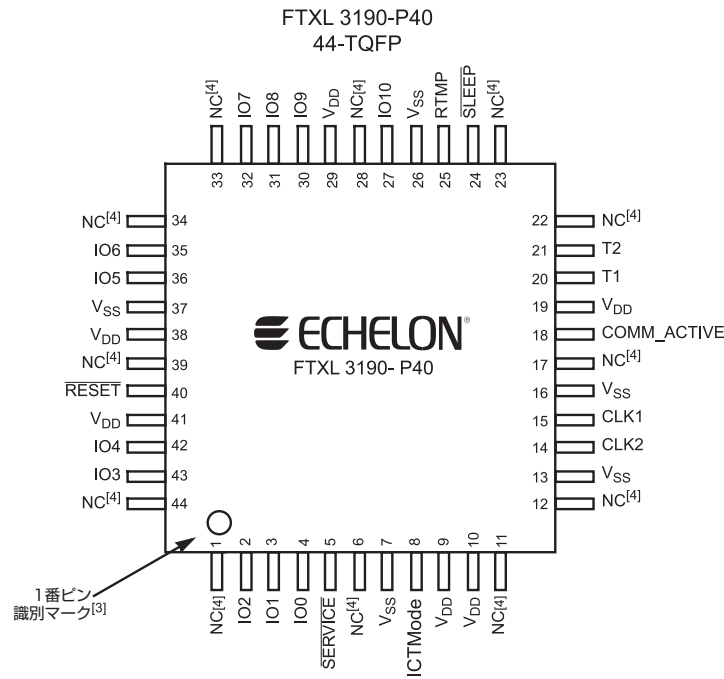 FTXL 3190-P40
44-TQFP
NC[4]
IO7
IO8
IO9
VDD
NC[4]
IO10
VSS
RTMP
SLEEP
NC[4]
33
32
31
30
29
28
27
26
25
24
23
NC[4] 34
IO6 35
IO5 36
VSS 37
VDD 38
NC[4] 39
RESET 40
VDD 41
IO4 42
IO3 43
NC[4] 44
ECHELON®
FTXL 3190- P40
22 NC[4]
21 T2
20 T1
19 VDD
18 COMM_ACTIVE
17 NC[4]
16 VSS
15 CLK1
14 CLK2
13 VSS
12 NC[4]
1
2
3
4
5
6
7
8
9
10
11
NC[4]
IO2
IO1
IO0
SERVICE
NC[4]
VSS
ICTMode
VDD
VDD
NC[4]
1番ピン
識別マーク[3]